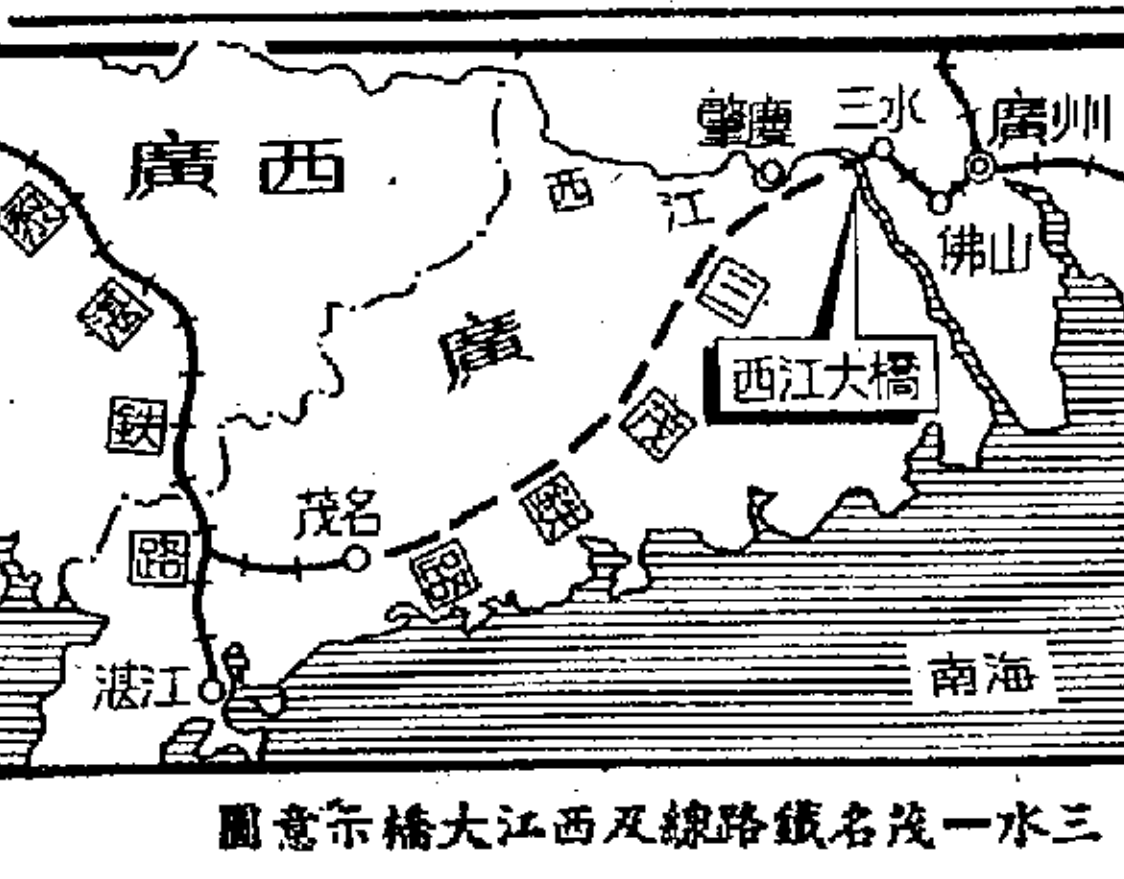 廣西
肇慶
三水
廣州
西江
佛山
黎湛鉄路
廣
三茂鉄路
西江大橋
茂名
湛江
南海
三水—茂名鐵路線及西江大橋示意圖